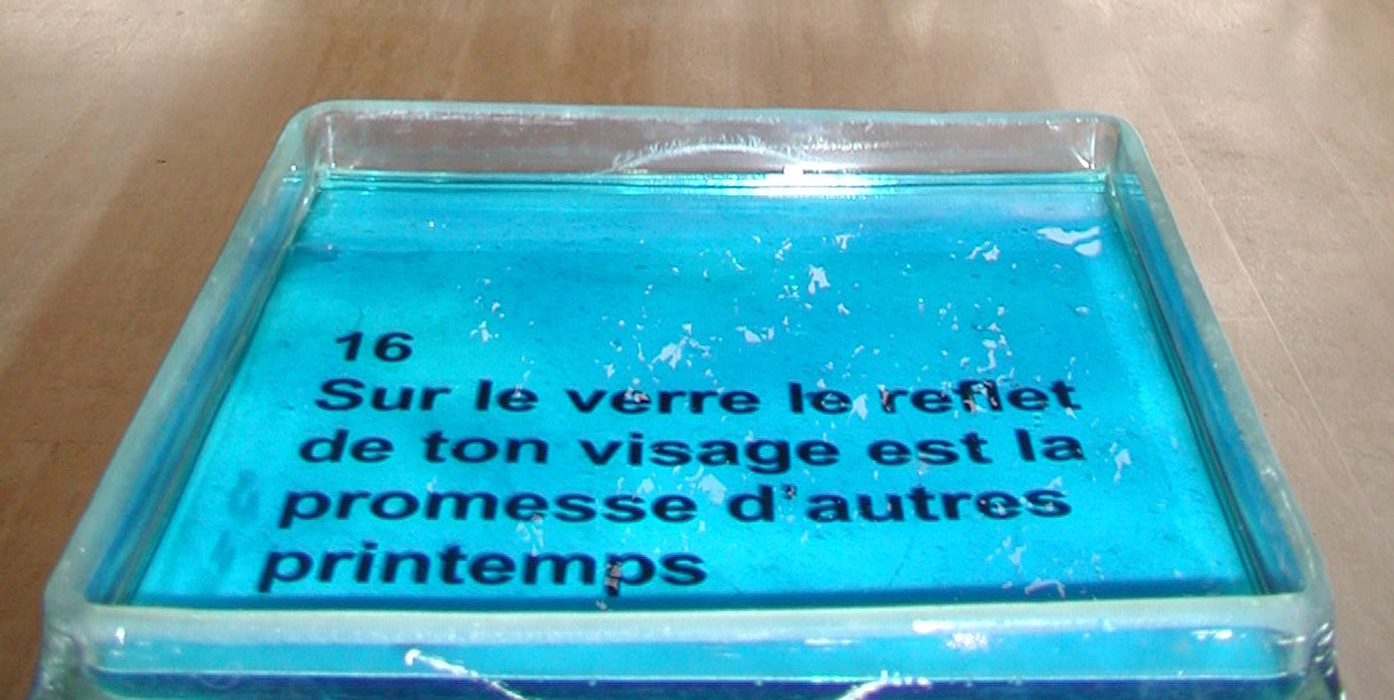 16
Sur le verre le reflet
de ton visage est la
promesse d'autres
printemps